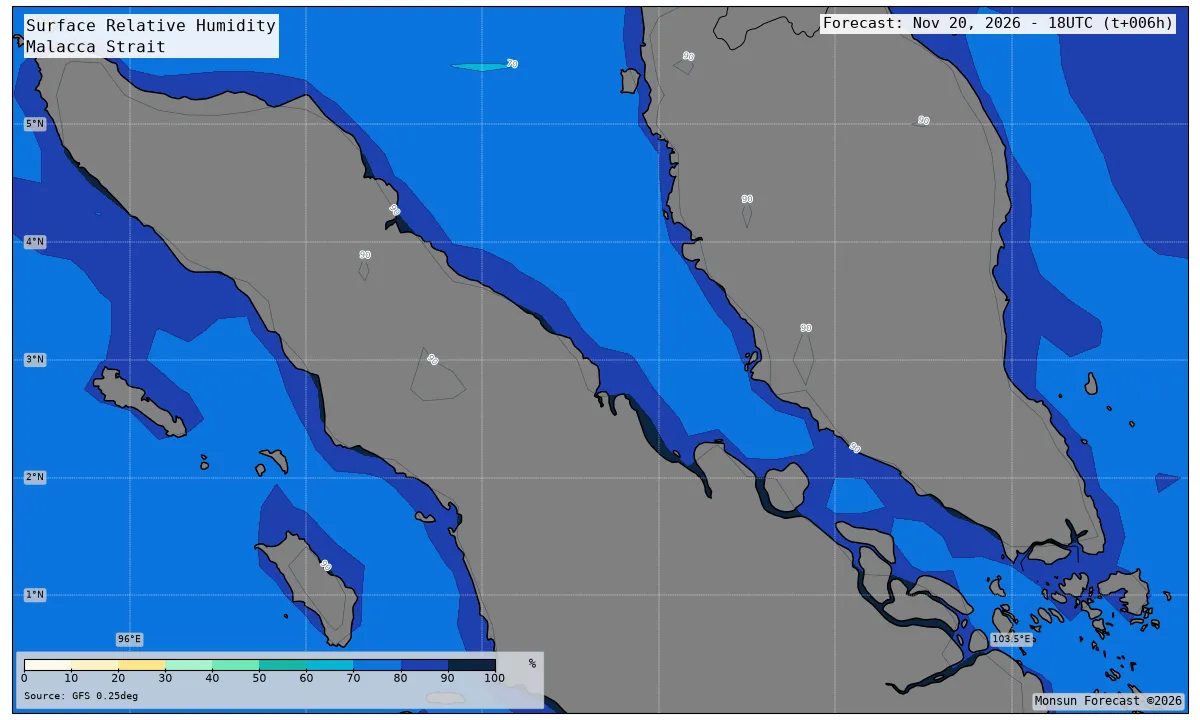 Surface Relative Humidity
Malacca Strait
Forecast: Nov 20, 2026 - 18UTC (t+006h)
70
90
90
5°N
90
90
4°N
90
90
3°N
90
90
2°N
90
1°N
96°E
103.5°E
%
0 10 20 30 40 50 60 70 80 90 100
Source: GFS 0.25deg
Monsun Forecast ©2026